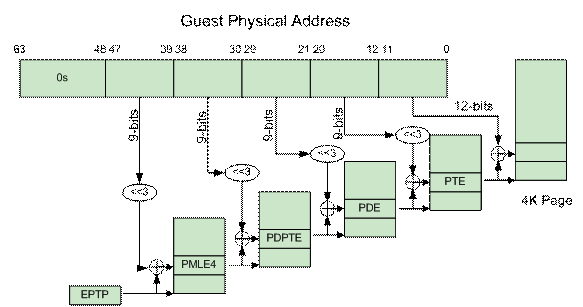 Guest Physical Address
63 48 47 39 38 30 29 21 20 12 11 0
0s
9-bits 9-bits 9-bits 9-bits 12-bits
<<3 <<3 <<3 <<3
PTE
4K Page
PDE
PDPTE
PMLE4
EPTP